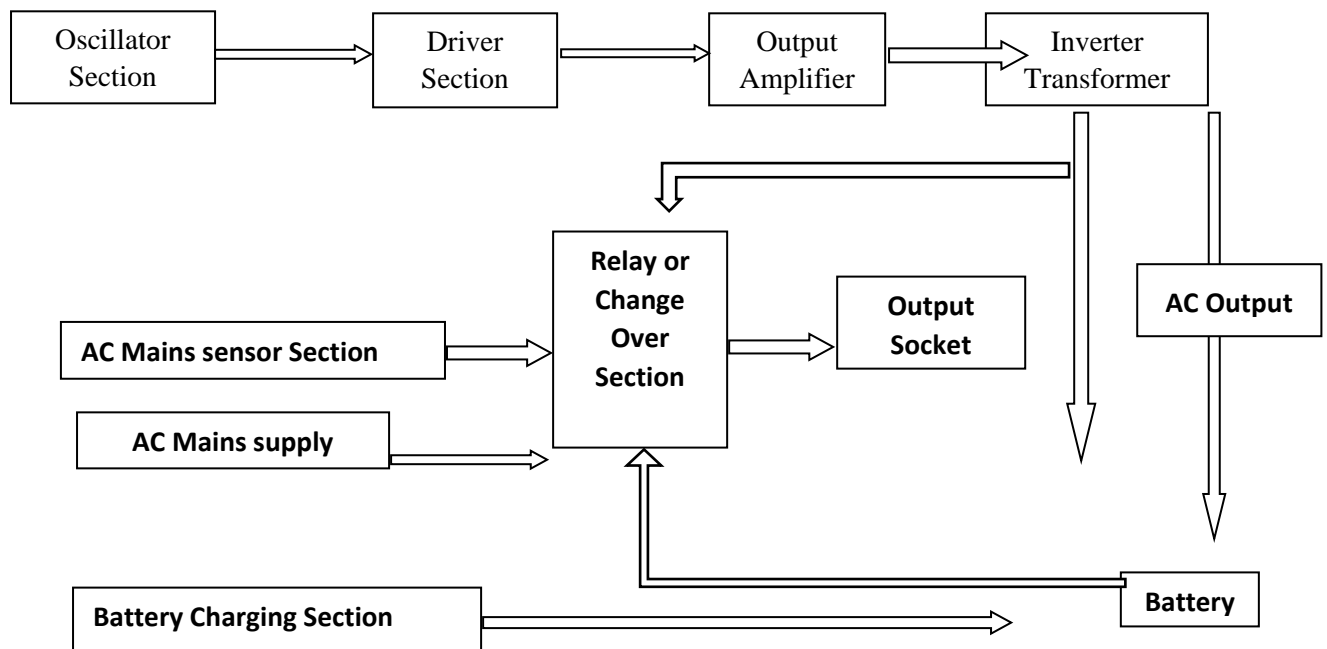 Oscillator
Section
Driver
Section
Output
Amplifier
Inverter
Transformer
Relay or
Change
Over
Section
Output
Socket
AC Output
AC Mains sensor Section
AC Mains supply
Battery Charging Section
Battery